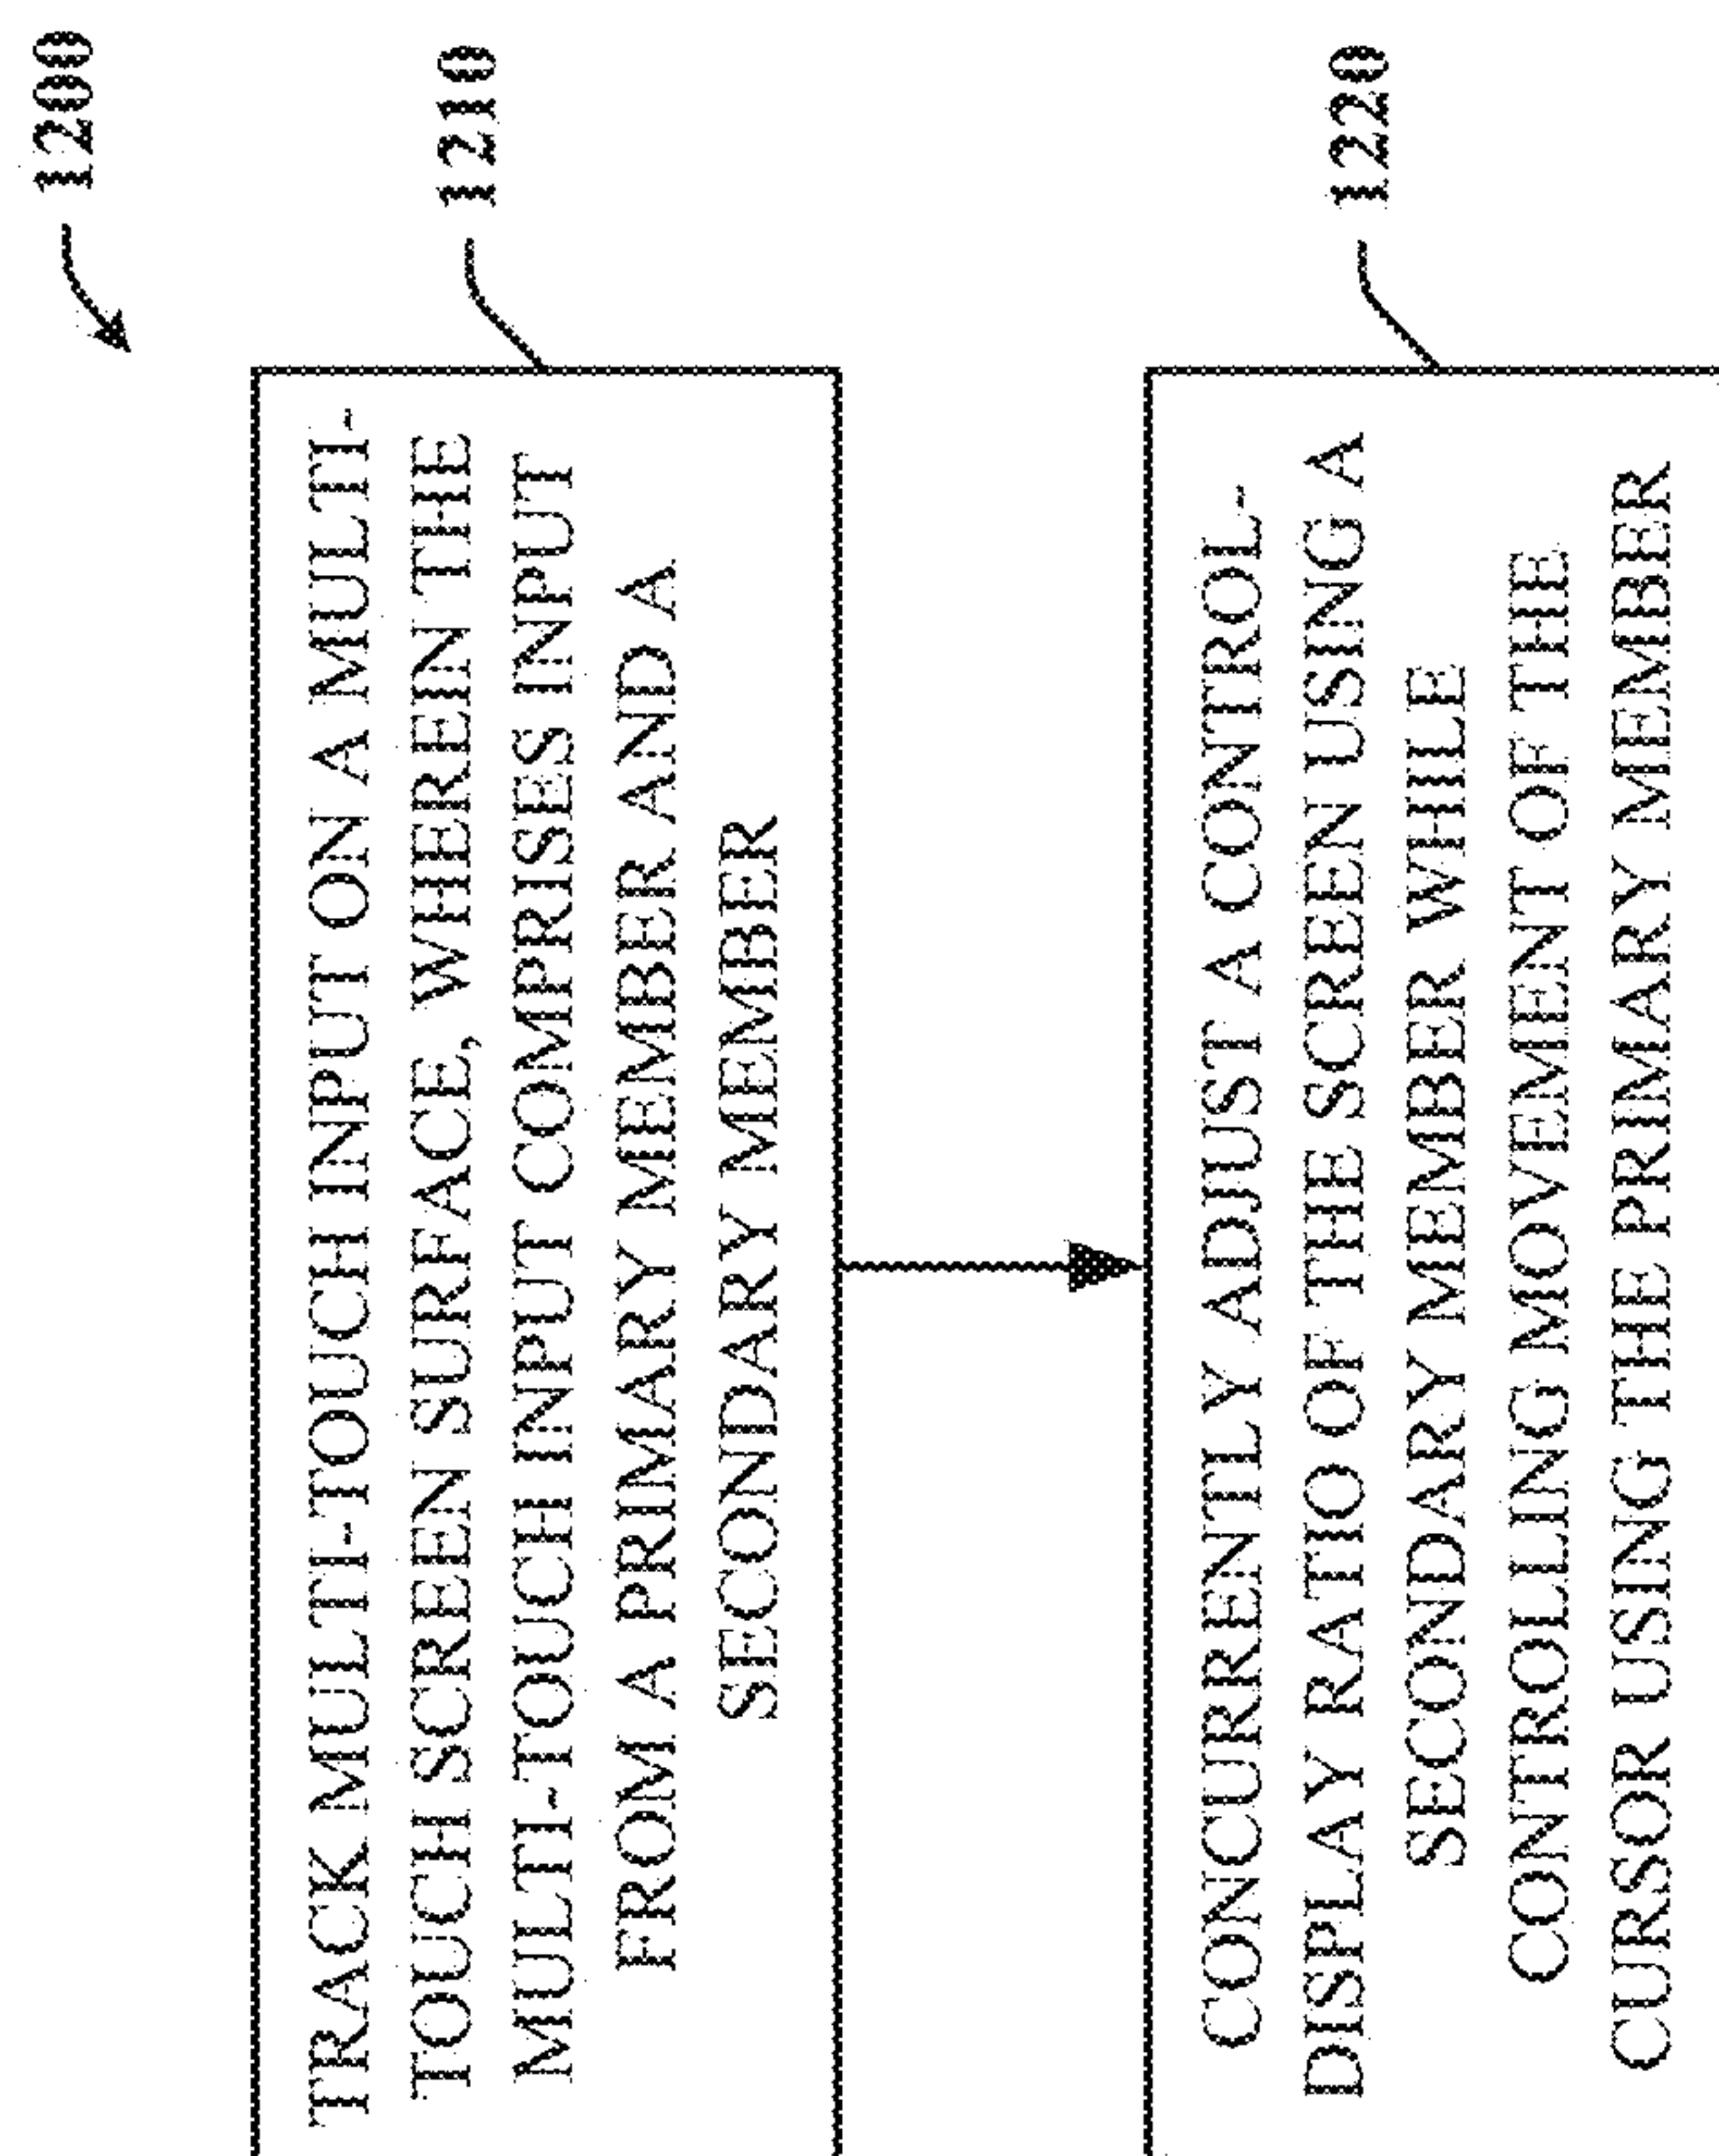 1200
1210
TRACK MULTI-TOUCH INPUT ON A MULTI-
TOUCH SCREEN SURFACE, WHEREIN THE
MULTI-TOUCH INPUT COMPRISES INPUT
FROM A PRIMARY MEMBER AND A
SECONDARY MEMBER
1220
CONCURRENTLY ADJUST A CONTROL-
DISPLAY RATIO OF THE SCREEN USING A
SECONDARY MEMBER WHILE
CONTROLLING MOVEMENT OF THE
CURSOR USING THE PRIMARY MEMBER